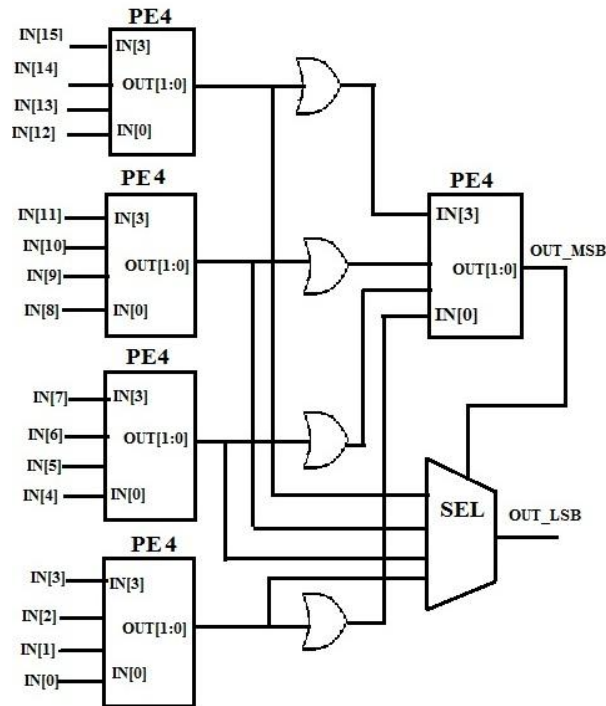 PE4
IN[15]
IN[14]
IN[13]
IN[12]
IN[3]
OUT[1:0]
IN[0]
PE4
IN[11]
IN[10]
IN[9]
IN[8]
IN[3]
OUT[1:0]
IN[0]
PE4
IN[3]
OUT[1:0]
IN[0]
OUT_MSB
PE4
IN[7]
IN[6]
IN[5]
IN[4]
IN[3]
OUT[1:0]
IN[0]
SEL
OUT_LSB
PE4
IN[3]
IN[2]
IN[1]
IN[0]
IN[3]
OUT[1:0]
IN[0]